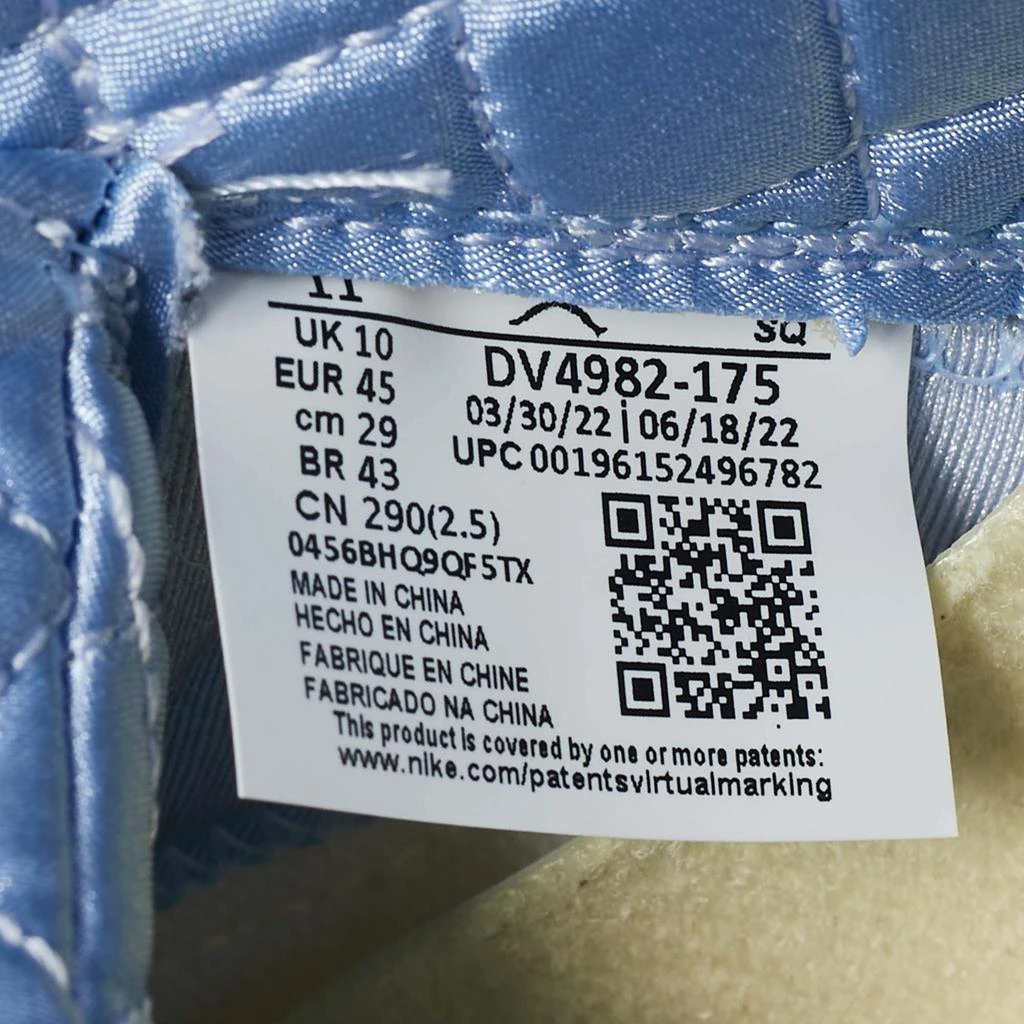 11
SQ
UK 10
EUR 45
cm 29
BR 43
CN 290(2.5)
DV4982-175
03/30/22 | 06/18/22
UPC 00196152496782
0456BHQ9QF5TX
MADE IN CHINA
HECHO EN CHINA
FABRIQUE EN CHINE
FABRICADO NA CHINA
This product is covered by one or more patents:
www.nike.com/patentsvirtualmarking